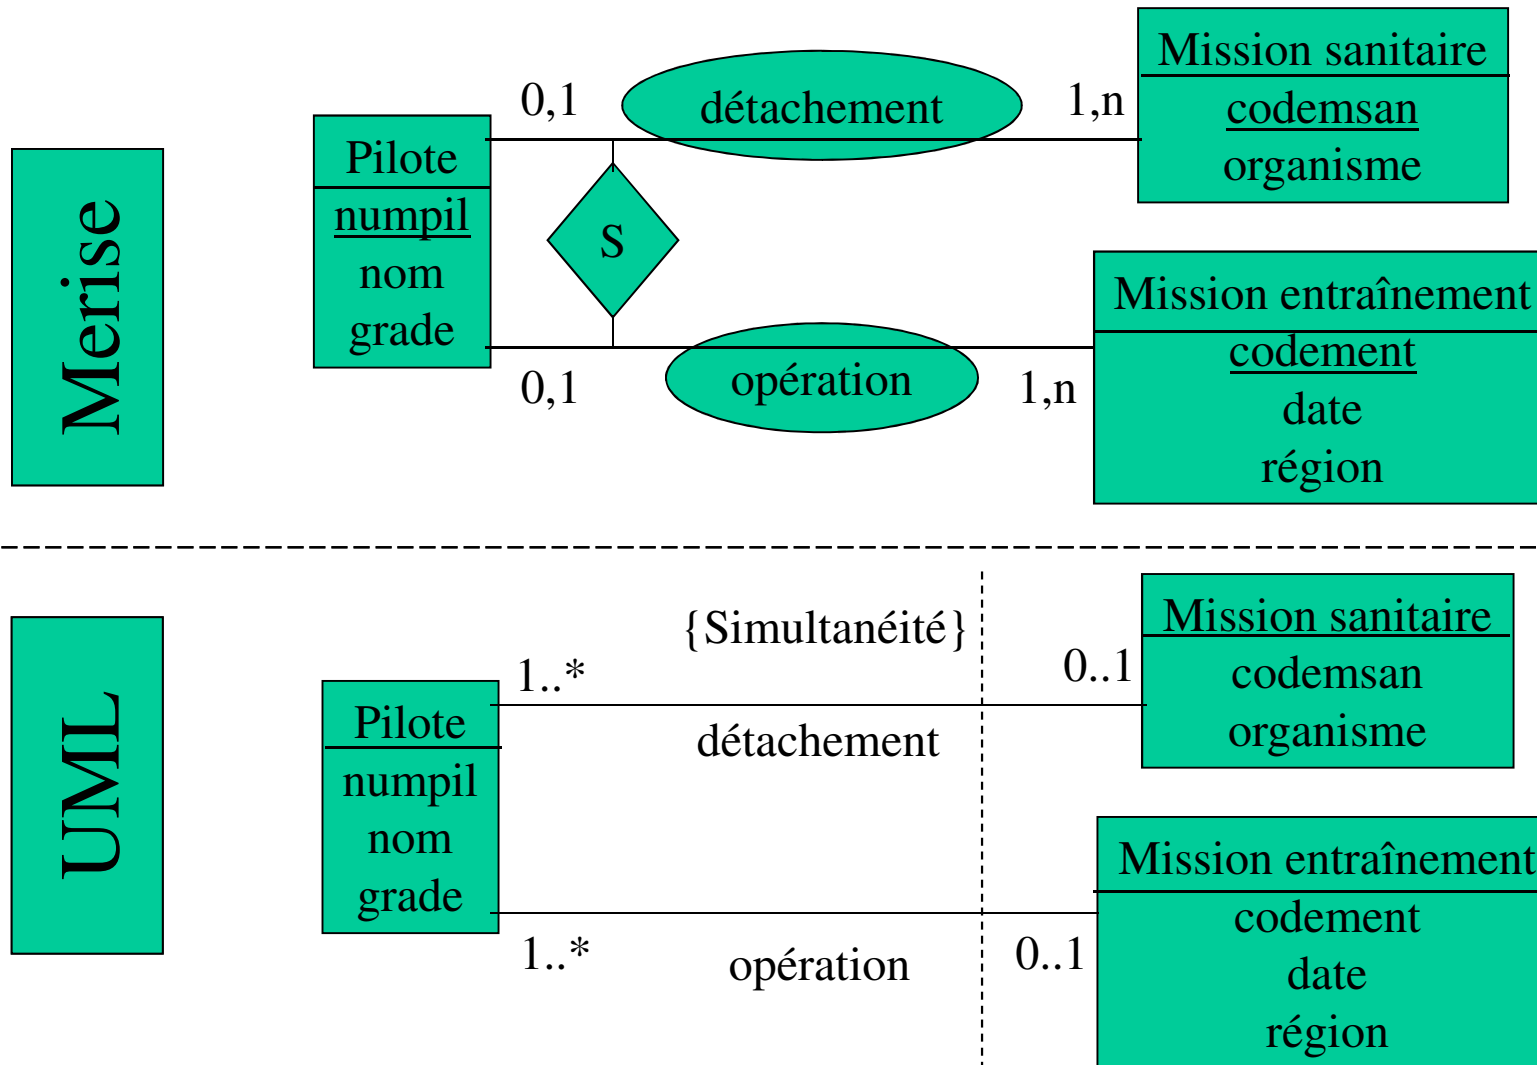 Merise
0,1
détachement
1,n
Mission sanitaire
codemsan
organisme
Pilote
numpil
nom
grade
S
0,1
opération
1,n
Mission entraînement
codement
date
région
UML
{Simultanéité}
1..*
0..1
détachement
Mission sanitaire
codemsan
organisme
Pilote
numpil
nom
grade
1..*
opération
0..1
Mission entraînement
codement
date
région